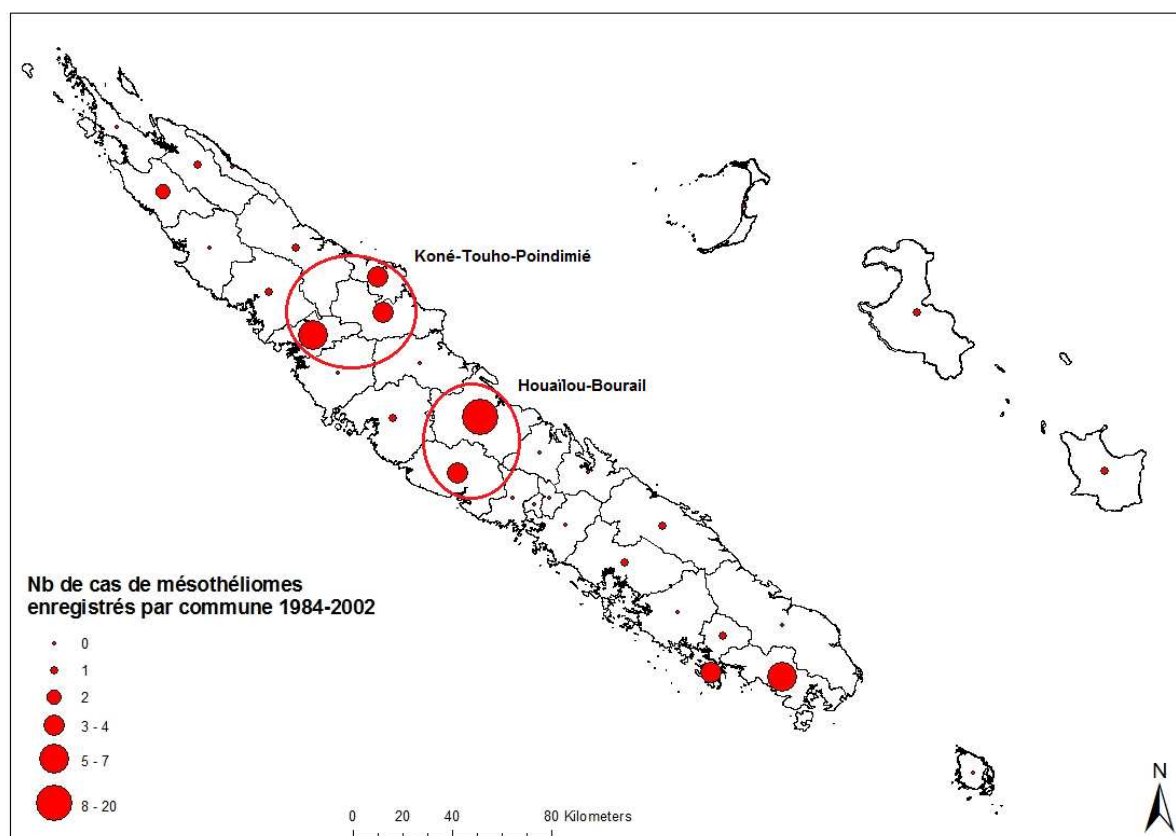 Koné-Touho-Poindimié
Houaïlou-Bourail
Nb de cas de mésothéliomes
enregistrés par commune 1984-2002
0
1
2
3 - 4
5 - 7
8 - 20
0 20 40 80 Kilometers
N